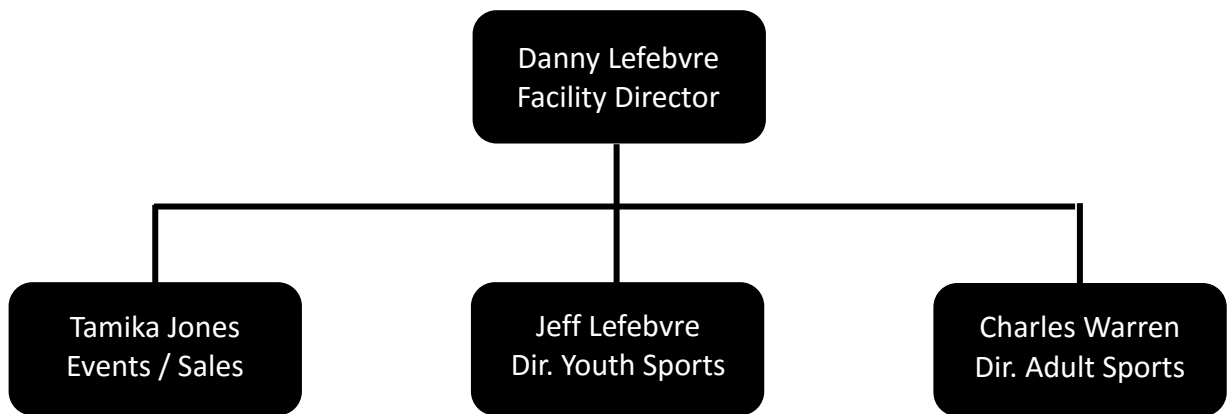 Danny Lefebvre
Facility Director
Tamika Jones
Events / Sales
Jeff Lefebvre
Dir. Youth Sports
Charles Warren
Dir. Adult Sports